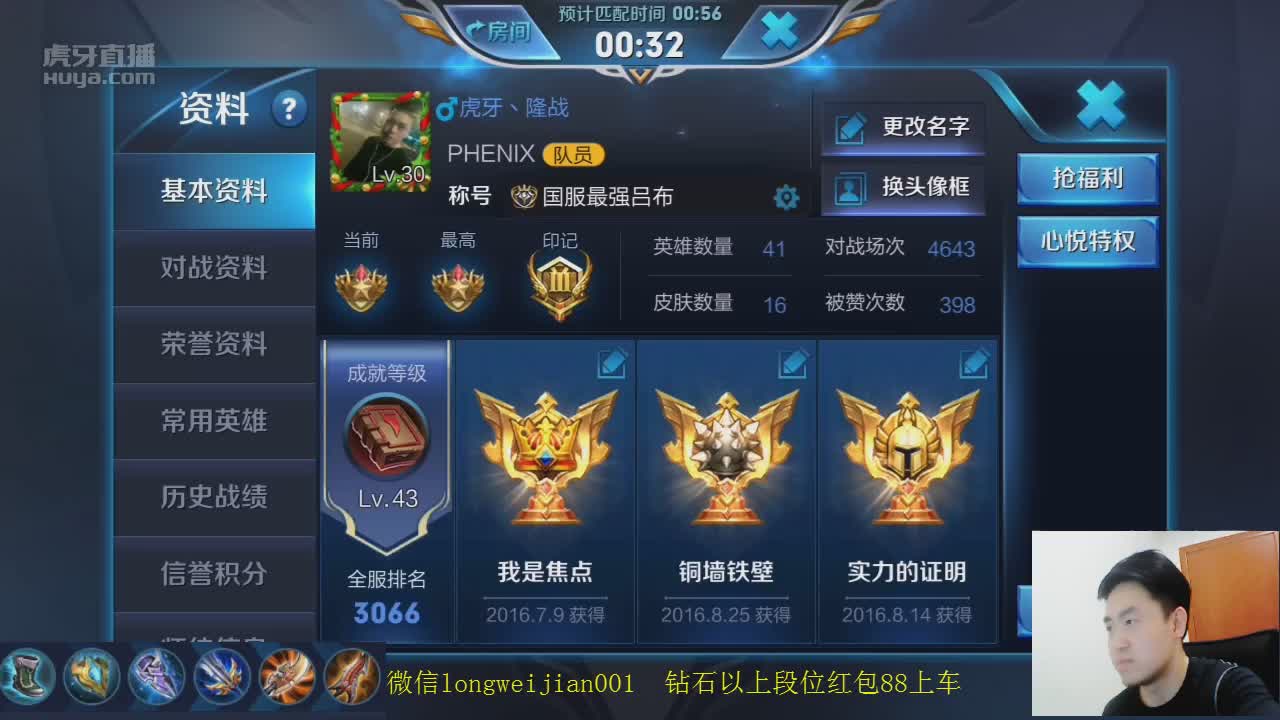 预计匹配时间 00:56
房间
00:32
虎牙直播
HUYA.com
资料 ?
基本资料
对战资料
荣誉资料
常用英雄
历史战绩
信誉积分
Lv.30
虎牙丶隆战
PHENIX 队员
称号 国服最强吕布
更改名字
换头像框
抢福利
心悦特权
当前 最高 印记
英雄数量 41 对战场次 4643
皮肤数量 16 被赞次数 398
成就等级
Lv.43
全服排名
3066
我是焦点
2016.7.9 获得
铜墙铁壁
2016.8.25 获得
实力的证明
2016.8.14 获得
微信longweijian001 钻石以上段位红包88上车